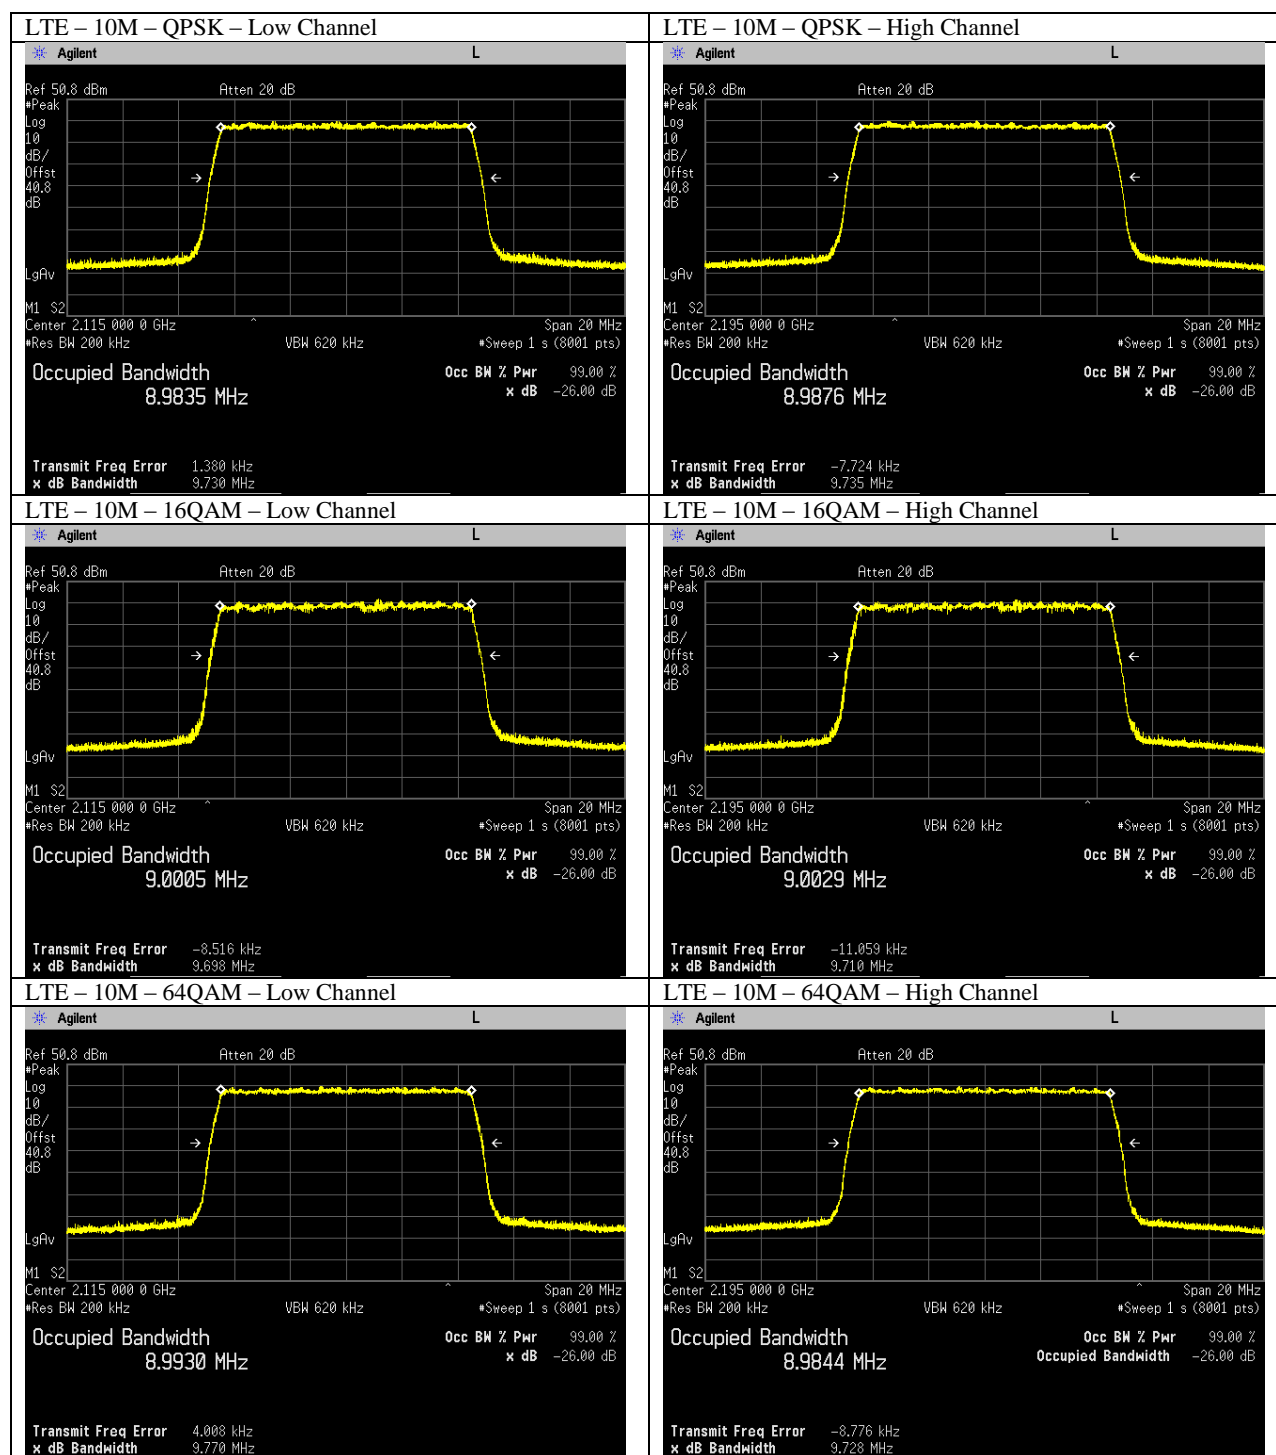 LTE – 10M – QPSK – Low Channel
Agilent L
Ref 50.8 dBm Atten 20 dB
#Peak
Log
10
dB/
Offst
40.8
dB
LgAv
M1 S2
Center 2.115 000 0 GHz Span 20 MHz
#Res BW 200 kHz VBW 620 kHz #Sweep 1 s (8001 pts)
Occupied Bandwidth Occ BW % Pwr 99.00 %
8.9835 MHz x dB -26.00 dB
Transmit Freq Error 1.380 kHz
x dB Bandwidth 9.730 MHz
LTE – 10M – QPSK – High Channel
Agilent L
Ref 50.8 dBm Atten 20 dB
#Peak
Log
10
dB/
Offst
40.8
dB
LgAv
M1 S2
Center 2.195 000 0 GHz Span 20 MHz
#Res BW 200 kHz VBW 620 kHz #Sweep 1 s (8001 pts)
Occupied Bandwidth Occ BW % Pwr 99.00 %
8.9876 MHz x dB -26.00 dB
Transmit Freq Error -7.724 kHz
x dB Bandwidth 9.735 MHz
LTE – 10M – 16QAM – Low Channel
Agilent L
Ref 50.8 dBm Atten 20 dB
#Peak
Log
10
dB/
Offst
40.8
dB
LgAv
M1 S2
Center 2.115 000 0 GHz Span 20 MHz
#Res BW 200 kHz VBW 620 kHz #Sweep 1 s (8001 pts)
Occupied Bandwidth Occ BW % Pwr 99.00 %
9.0005 MHz x dB -26.00 dB
Transmit Freq Error -8.516 kHz
x dB Bandwidth 9.698 MHz
LTE – 10M – 16QAM – High Channel
Agilent L
Ref 50.8 dBm Atten 20 dB
#Peak
Log
10
dB/
Offst
40.8
dB
LgAv
M1 S2
Center 2.195 000 0 GHz Span 20 MHz
#Res BW 200 kHz VBW 620 kHz #Sweep 1 s (8001 pts)
Occupied Bandwidth Occ BW % Pwr 99.00 %
9.0029 MHz x dB -26.00 dB
Transmit Freq Error -11.059 kHz
x dB Bandwidth 9.710 MHz
LTE – 10M – 64QAM – Low Channel
Agilent L
Ref 50.8 dBm Atten 20 dB
#Peak
Log
10
dB/
Offst
40.8
dB
LgAv
M1 S2
Center 2.115 000 0 GHz Span 20 MHz
#Res BW 200 kHz VBW 620 kHz #Sweep 1 s (8001 pts)
Occupied Bandwidth Occ BW % Pwr 99.00 %
8.9930 MHz x dB -26.00 dB
Transmit Freq Error 4.008 kHz
x dB Bandwidth 9.770 MHz
LTE – 10M – 64QAM – High Channel
Agilent L
Ref 50.8 dBm Atten 20 dB
#Peak
Log
10
dB/
Offst
40.8
dB
LgAv
M1 S2
Center 2.195 000 0 GHz Span 20 MHz
#Res BW 200 kHz VBW 620 kHz #Sweep 1 s (8001 pts)
Occupied Bandwidth Occ BW % Pwr 99.00 %
8.9844 MHz Occupied Bandwidth -26.00 dB
Transmit Freq Error -8.776 kHz
x dB Bandwidth 9.728 MHz